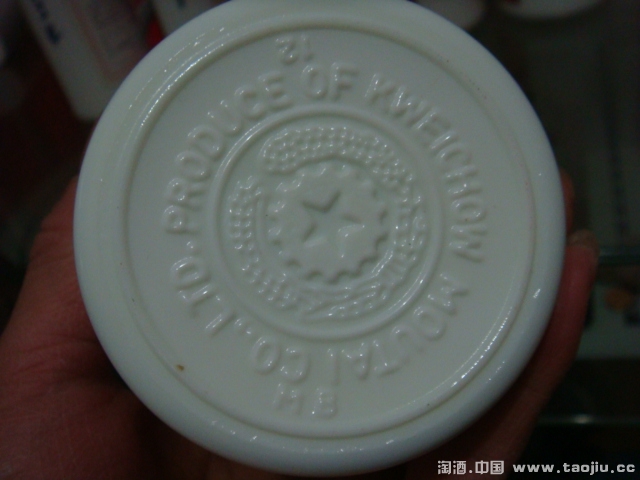 31
PRODUCE OF KWEICHOW MOUTAI CO., LTD.
MB
淘酒.中国 www.taojiu.cc